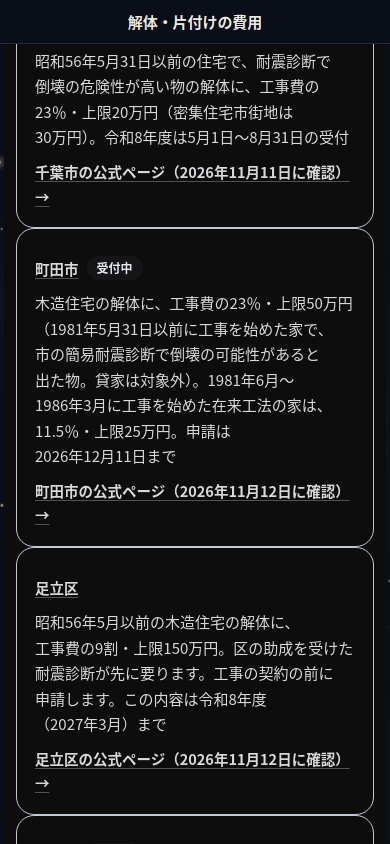 解体・片付けの費用
昭和56年5月31日以前の住宅で、耐震診断で
倒壊の危険性が高い物の解体に、工事費の
23%・上限20万円（密集住宅市街地は
30万円）。令和8年度は5月1日〜8月31日の受付
千葉市の公式ページ（2026年11月11日に確認）
→
町田市 受付中
木造住宅の解体に、工事費の23%・上限50万円
（1981年5月31日以前に工事を始めた家で、
市の簡易耐震診断で倒壊の可能性があると
出た物。貸家は対象外）。1981年6月〜
1986年3月に工事を始めた在来工法の家は、
11.5%・上限25万円。申請は
2026年12月11日まで
町田市の公式ページ（2026年11月12日に確認）
→
足立区
昭和56年5月以前の木造住宅の解体に、
工事費の9割・上限150万円。区の助成を受けた
耐震診断が先に要ります。工事の契約の前に
申請します。この内容は令和8年度
（2027年3月）まで
足立区の公式ページ（2026年11月12日に確認）
→